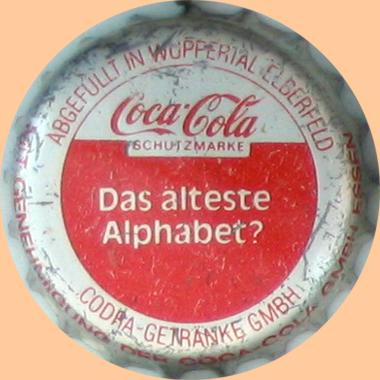 ABGEFÜLLT IN WUPPERTAL ELBERFELD
Coca-Cola
SCHUTZMARKE
Das älteste
Alphabet?
CODRA-GETRÄNKE GMBH
MIT GENEHMIGUNG DER COCA-COLA GMBH ESSEN